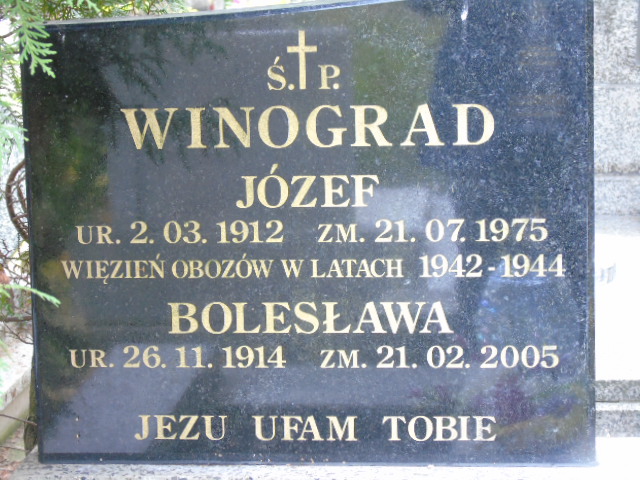 Ś.P.
WINOGRAD
JÓZEF
UR. 2. 03. 1912 ZM. 21. 07. 1975
WIĘZIEŃ OBOZÓW W LATACH 1942-1944
BOLESŁAWA
UR. 26. 11. 1914 ZM. 21. 02. 2005
JEZU UFAM TOBIE